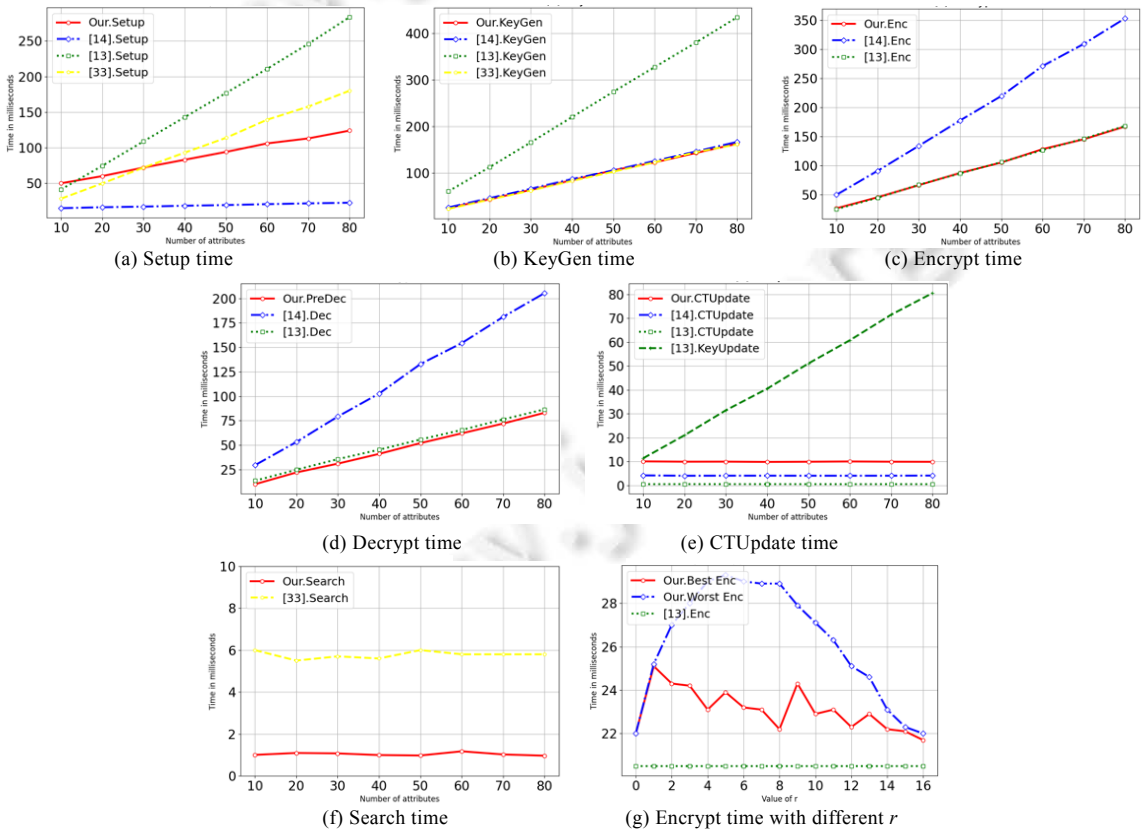 Our.Setup
[14].Setup
[13].Setup
[33].Setup
Time in milliseconds
250
200
150
100
50
10 20 30 40 50 60 70 80
Number of attributes
(a) Setup time
Our.KeyGen
[14].KeyGen
[13].KeyGen
[33].KeyGen
Time in milliseconds
400
300
200
100
10 20 30 40 50 60 70 80
Number of attributes
(b) KeyGen time
Our.Enc
[14].Enc
[13].Enc
Time in milliseconds
350
300
250
200
150
100
50
10 20 30 40 50 60 70 80
Number of attributes
(c) Encrypt time
Our.PreDec
[14].Dec
[13].Dec
Time in milliseconds
200
175
150
125
100
75
50
25
10 20 30 40 50 60 70 80
Number of attributes
(d) Decrypt time
Our.CTUpdate
[14].CTUpdate
[13].CTUpdate
[13].KeyUpdate
Time in milliseconds
80
70
60
50
40
30
20
10
0
10 20 30 40 50 60 70 80
Number of attributes
(e) CTUpdate time
Our.Search
[33].Search
Time in milliseconds
10
8
6
4
2
0
10 20 30 40 50 60 70 80
Number of attributes
(f) Search time
Our.Best Enc
Our.Worst Enc
[13].Enc
Time in milliseconds
28
26
24
22
0 2 4 6 8 10 12 14 16
Value of r
(g) Encrypt time with different r